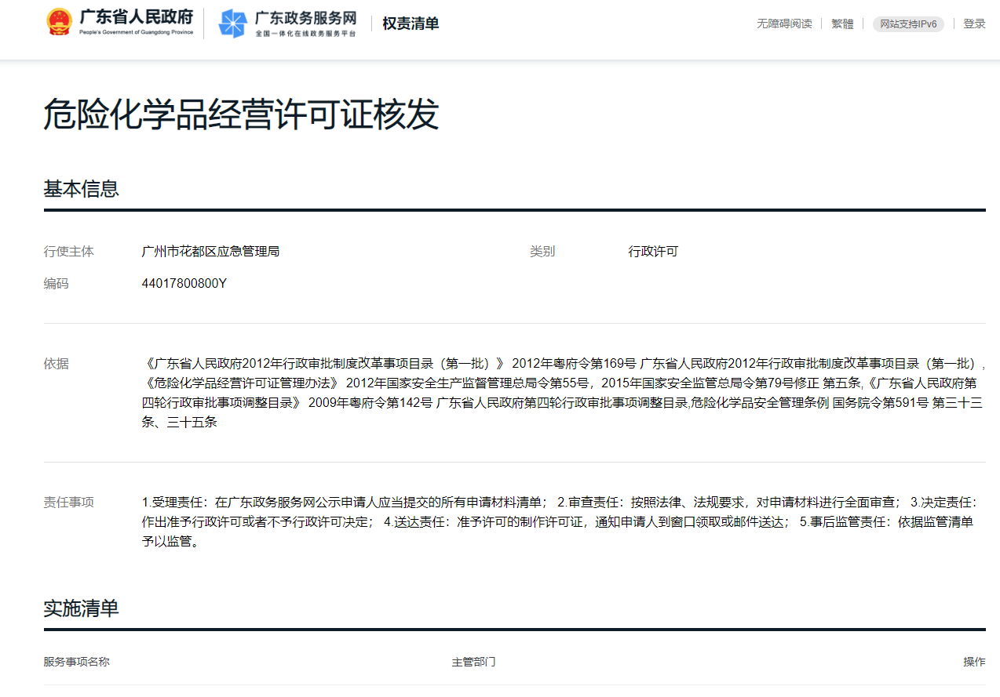 广东省人民政府
People's Government of Guangdong Province
广东政务服务网
全国一体化在线政务服务平台
权责清单
无障碍阅读
繁體
网站支持IPv6
登录
危险化学品经营许可证核发
基本信息
行使主体
广州市花都区应急管理局
类别
行政许可
编码
44017800800Y
依据
《广东省人民政府2012年行政审批制度改革事项目录（第一批）》 2012年粤府令第169号 广东省人民政府2012年行政审批制度改革事项目录（第一批）,
《危险化学品经营许可证管理办法》 2012年国家安全生产监督管理总局令第55号，2015年国家安全监管总局令第79号修正 第五条,《广东省人民政府第
四轮行政审批事项调整目录》 2009年粤府令第142号 广东省人民政府第四轮行政审批事项调整目录,危险化学品安全管理条例 国务院令第591号 第三十三
条、三十五条
责任事项
1.受理责任：在广东政务服务网公示申请人应当提交的所有申请材料清单； 2.审查责任：按照法律、法规要求，对申请材料进行全面审查； 3.决定责任：
作出准予行政许可或者不予行政许可决定； 4.送达责任：准予许可的制作许可证，通知申请人到窗口领取或邮件送达； 5.事后监管责任：依据监管清单
予以监管。
实施清单
服务事项名称
主管部门
操作